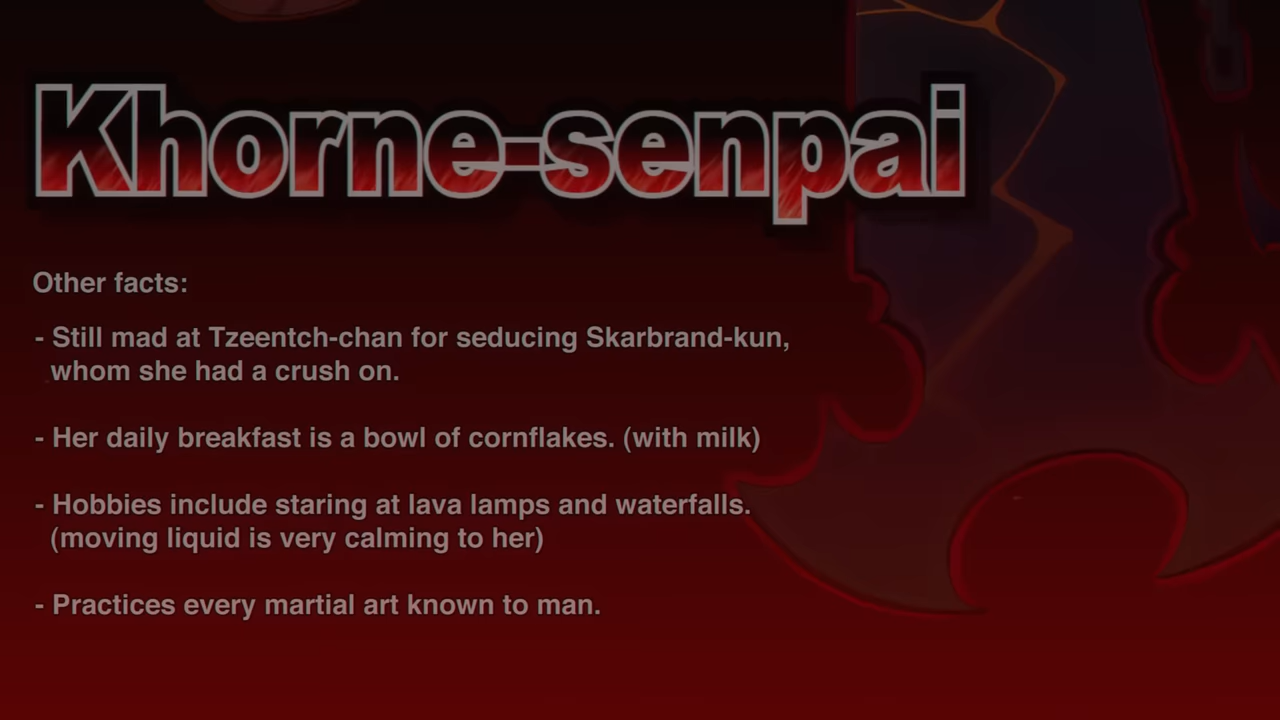 Khorne-senpai
Other facts:
- Still mad at Tzeentch-chan for seducing Skarbrand-kun,
whom she had a crush on.
- Her daily breakfast is a bowl of cornflakes. (with milk)
- Hobbies include staring at lava lamps and waterfalls.
(moving liquid is very calming to her)
- Practices every martial art known to man.